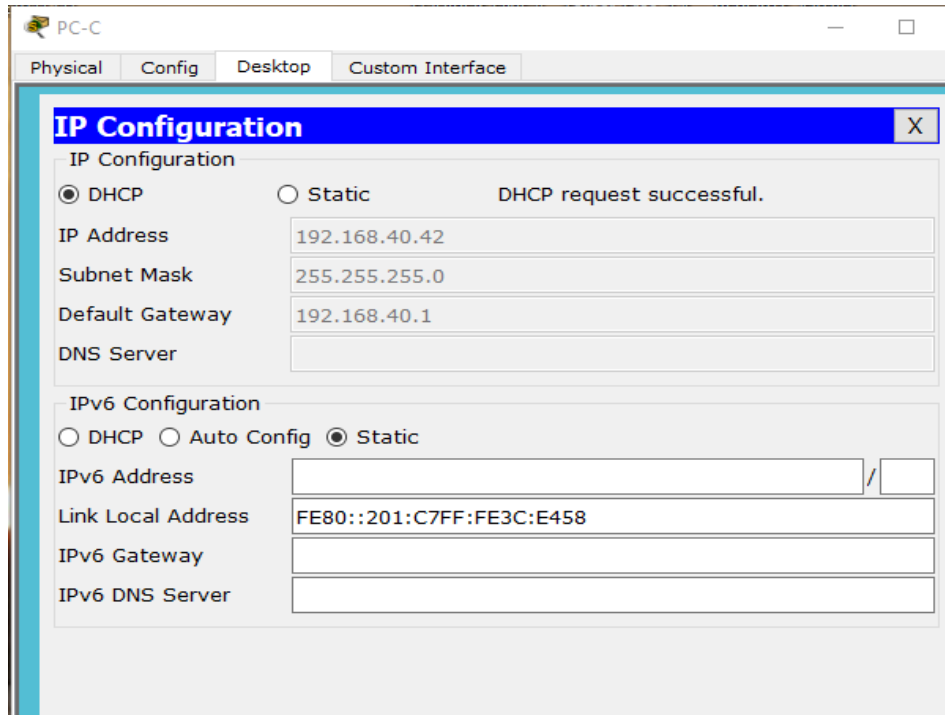 PC-C
Physical Config Desktop Custom Interface
IP Configuration X
IP Configuration
DHCP Static DHCP request successful.
IP Address 192.168.40.42
Subnet Mask 255.255.255.0
Default Gateway 192.168.40.1
DNS Server
IPv6 Configuration
DHCP Auto Config Static
IPv6 Address /
Link Local Address FE80::201:C7FF:FE3C:E458
IPv6 Gateway
IPv6 DNS Server